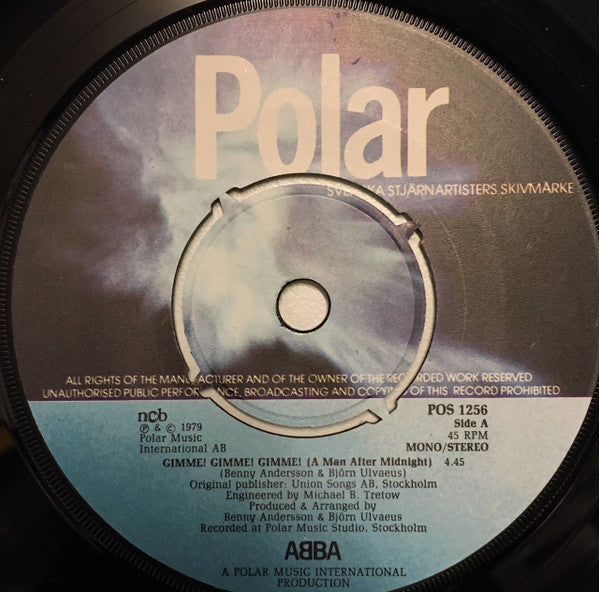 Polar
SVENSKA STJÄRNARTISTERS SKIVMÄRKE
ALL RIGHTS OF THE MANUFACTURER AND OF THE OWNER OF THE RECORDED WORK RESERVED
UNAUTHORISED PUBLIC PERFORMANCE, BROADCASTING AND COPYING OF THIS RECORD PROHIBITED
ncb
℗ & © 1979
Polar Music
International AB
POS 1256
Side A
45 RPM
MONO/STEREO
GIMME! GIMME! GIMME! (A Man After Midnight) 4.45
(Benny Andersson & Björn Ulvaeus)
Original publisher: Union Songs AB, Stockholm
Engineered by Michael B. Tretow
Produced & Arranged by
Benny Andersson & Björn Ulvaeus
Recorded at Polar Music Studio, Stockholm
AᗺBA
A POLAR MUSIC INTERNATIONAL
PRODUCTION